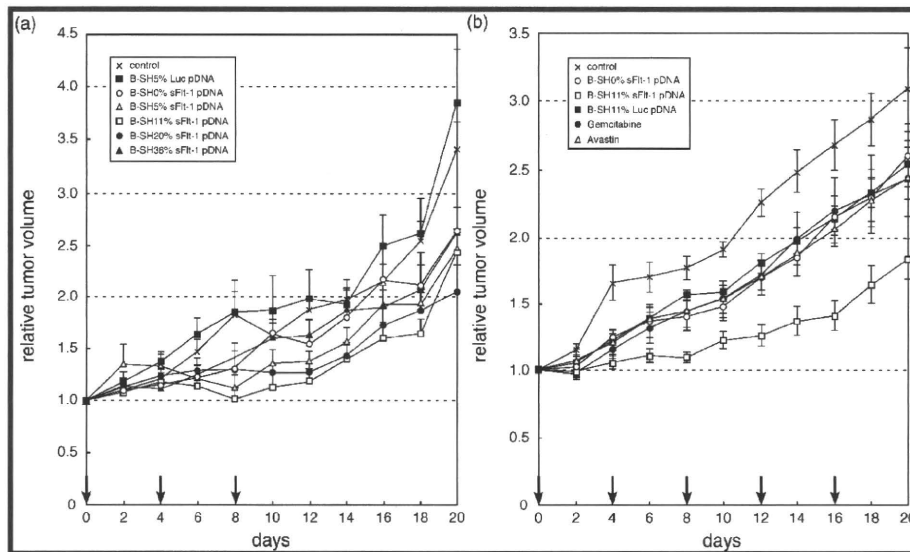 (a)
relative tumor volume
4.5
4.0
3.5
3.0
2.5
2.0
1.5
1.0
0.5
0
control
B-SH5% Luc pDNA
B-SH0% sFlt-1 pDNA
B-SH5% sFlt-1 pDNA
B-SH11% sFlt-1 pDNA
B-SH20% sFlt-1 pDNA
B-SH36% sFlt-1 pDNA
0 2 4 6 8 10 12 14 16 18 20
days
(b)
relative tumor volume
3.5
3.0
2.5
2.0
1.5
1.0
0.5
0
control
B-SH0% sFlt-1 pDNA
B-SH11% sFlt-1 pDNA
B-SH11% Luc pDNA
Gemcitabine
Avastin
0 2 4 6 8 10 12 14 16 18 20
days